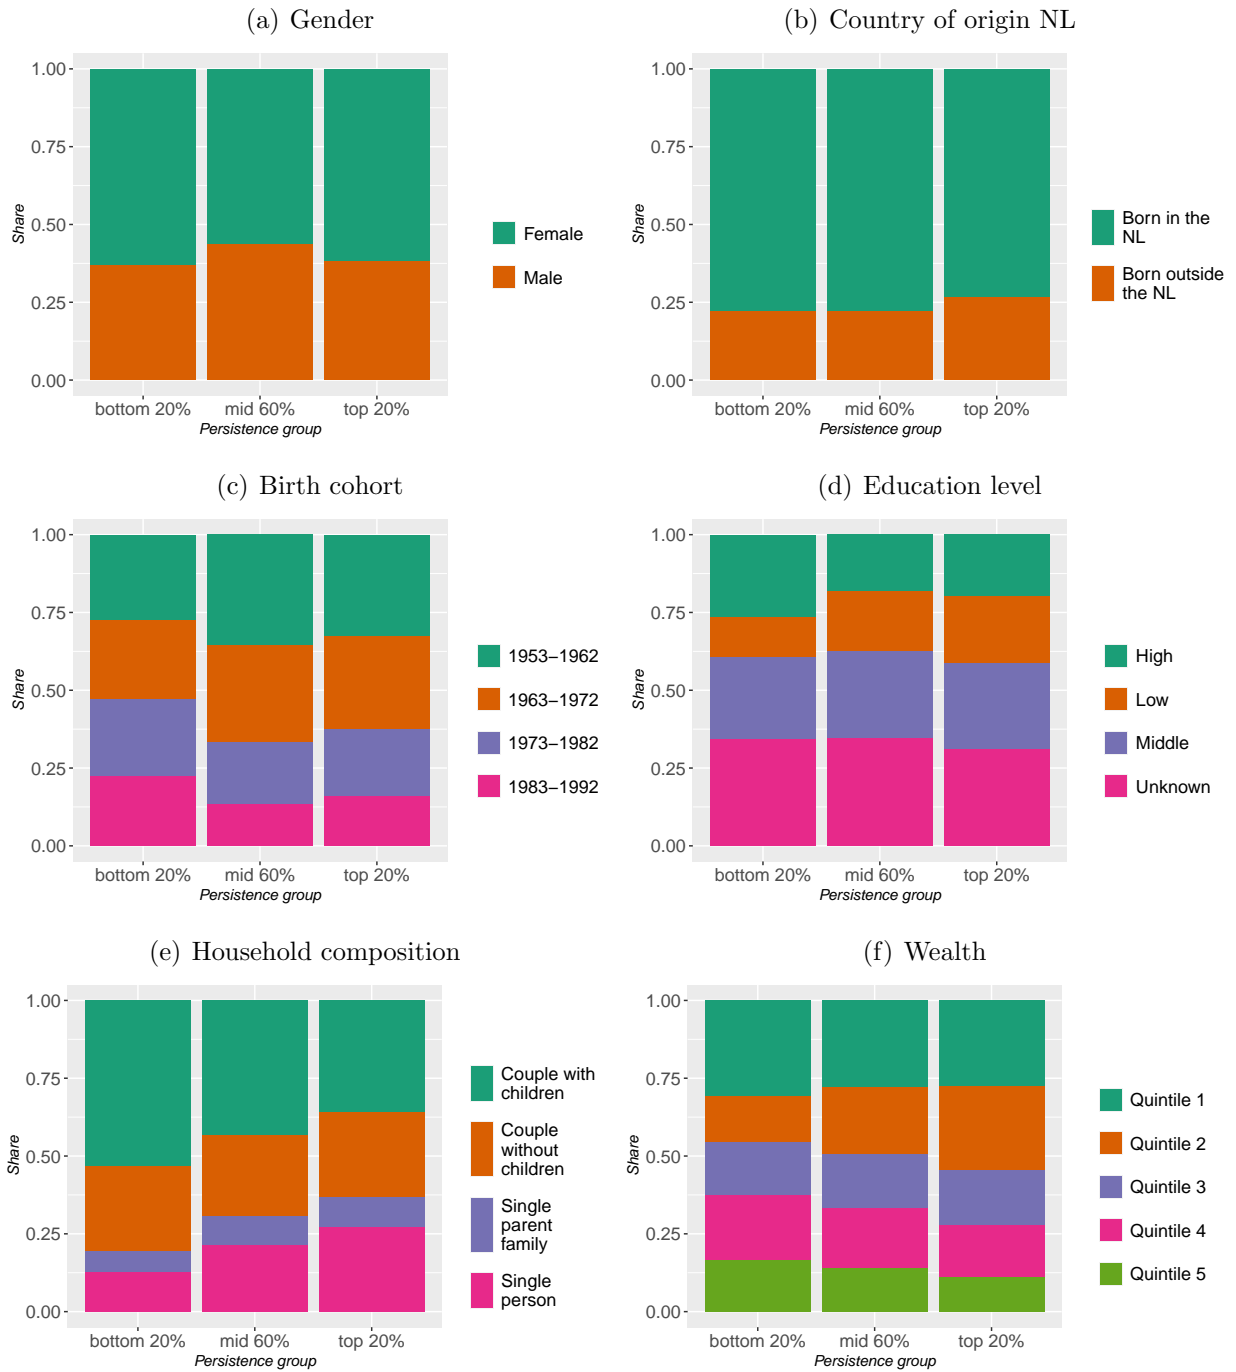 (a) Gender
1.00
0.75
0.50
0.25
0.00
Share
bottom 20%
mid 60%
top 20%
Persistence group
Female
Male
(b) Country of origin NL
1.00
0.75
0.50
0.25
0.00
Share
bottom 20%
mid 60%
top 20%
Persistence group
Born in the
NL
Born outside
the NL
(c) Birth cohort
1.00
0.75
0.50
0.25
0.00
Share
bottom 20%
mid 60%
top 20%
Persistence group
1953−1962
1963−1972
1973−1982
1983−1992
(d) Education level
1.00
0.75
0.50
0.25
0.00
Share
bottom 20%
mid 60%
top 20%
Persistence group
High
Low
Middle
Unknown
(e) Household composition
1.00
0.75
0.50
0.25
0.00
Share
bottom 20%
mid 60%
top 20%
Persistence group
Couple with
children
Couple
without
children
Single
parent
family
Single
person
(f) Wealth
1.00
0.75
0.50
0.25
0.00
Share
bottom 20%
mid 60%
top 20%
Persistence group
Quintile 1
Quintile 2
Quintile 3
Quintile 4
Quintile 5